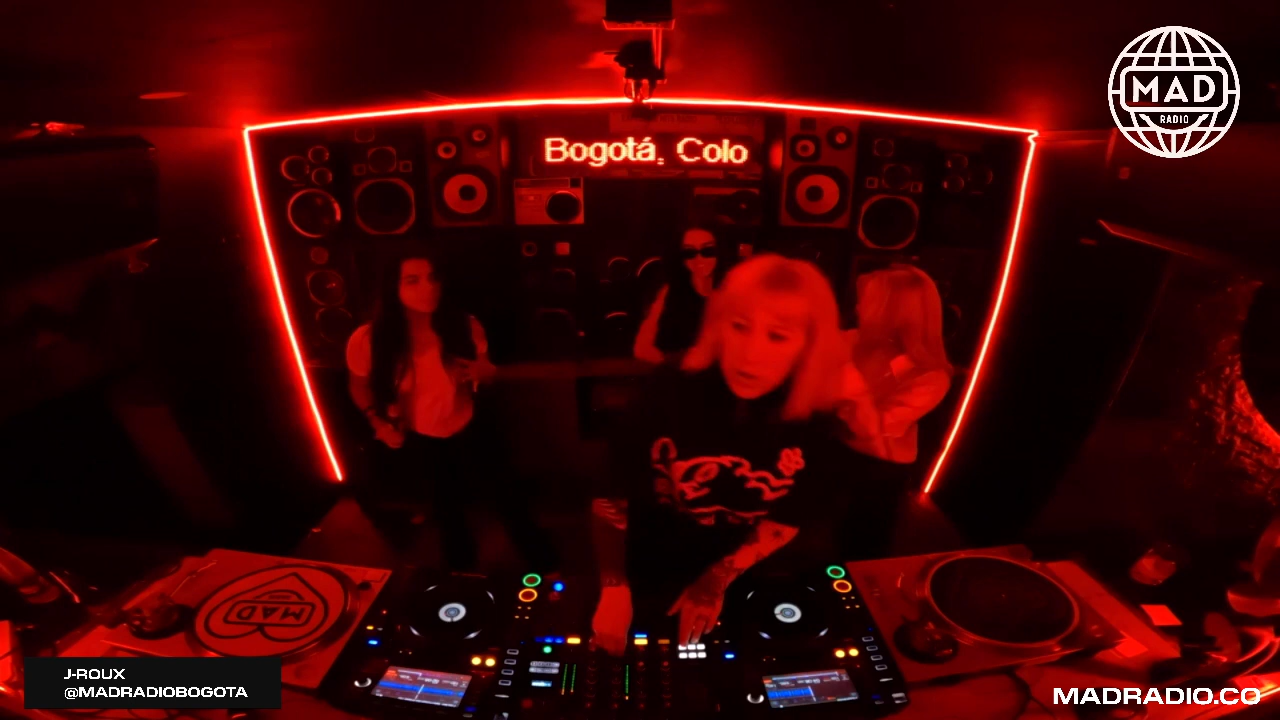 MAD
RADIO
Bogotá, Colo
MAD
J-ROUX
@MADRADIOBOGOTA
MADRADIO.CO